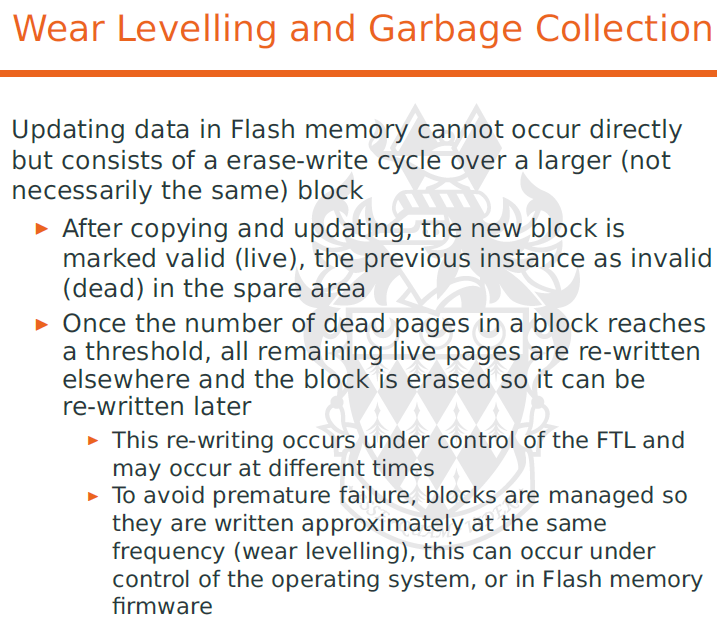 Wear Levelling and Garbage Collection
Updating data in Flash memory cannot occur directly
but consists of a erase-write cycle over a larger (not
necessarily the same) block
After copying and updating, the new block is
marked valid (live), the previous instance as invalid
(dead) in the spare area
Once the number of dead pages in a block reaches
a threshold, all remaining live pages are re-written
elsewhere and the block is erased so it can be
re-written later
This re-writing occurs under control of the FTL and
may occur at different times
To avoid premature failure, blocks are managed so
they are written approximately at the same
frequency (wear levelling), this can occur under
control of the operating system, or in Flash memory
firmware